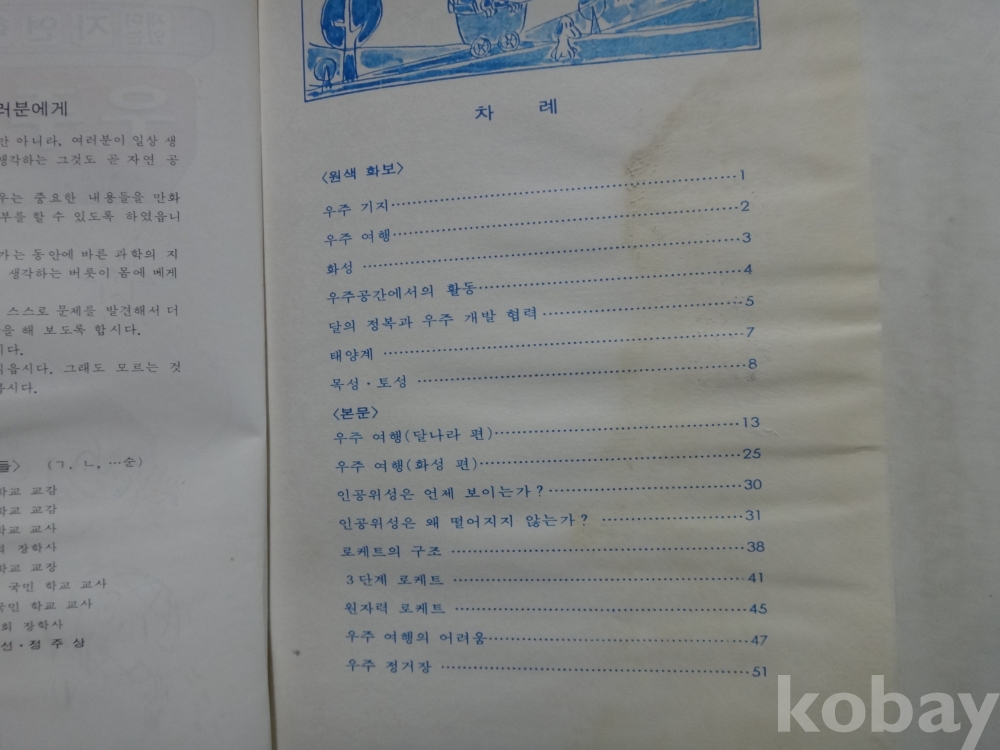 러분에게
만 아니라, 여러분이 일상 생
생각하는 그것도 곧 자연 공
우는 중요한 내용들을 만화
부를 할 수 있도록 하였읍니
가는 동안에 바른 과학의 지
생각하는 버릇이 몸에 베게
스스로 문제를 발견해서 더
을 해 보도록 합시다.
니다.
읽읍시다. 그래도 모르는 것
봅시다.
들> (ㄱ, ㄴ, …순)
학교 교감
학교 교감
학교 교사
장학사
학교 교장
국민 학교 교사
국민 학교 교사
회 장학사
선·정주상
차 례
<원색 화보>
우주 기지 1
우주 여행 2
화성 3
우주공간에서의 활동 4
달의 정복과 우주 개발 협력 5
태양계 7
목성·토성 8
<본문>
우주 여행(달나라 편) 13
우주 여행(화성 편) 25
인공위성은 언제 보이는가? 30
인공위성은 왜 떨어지지 않는가? 31
로케트의 구조 38
3단계 로케트 41
원자력 로케트 45
우주 여행의 어려움 47
우주 정거장 51
kobay